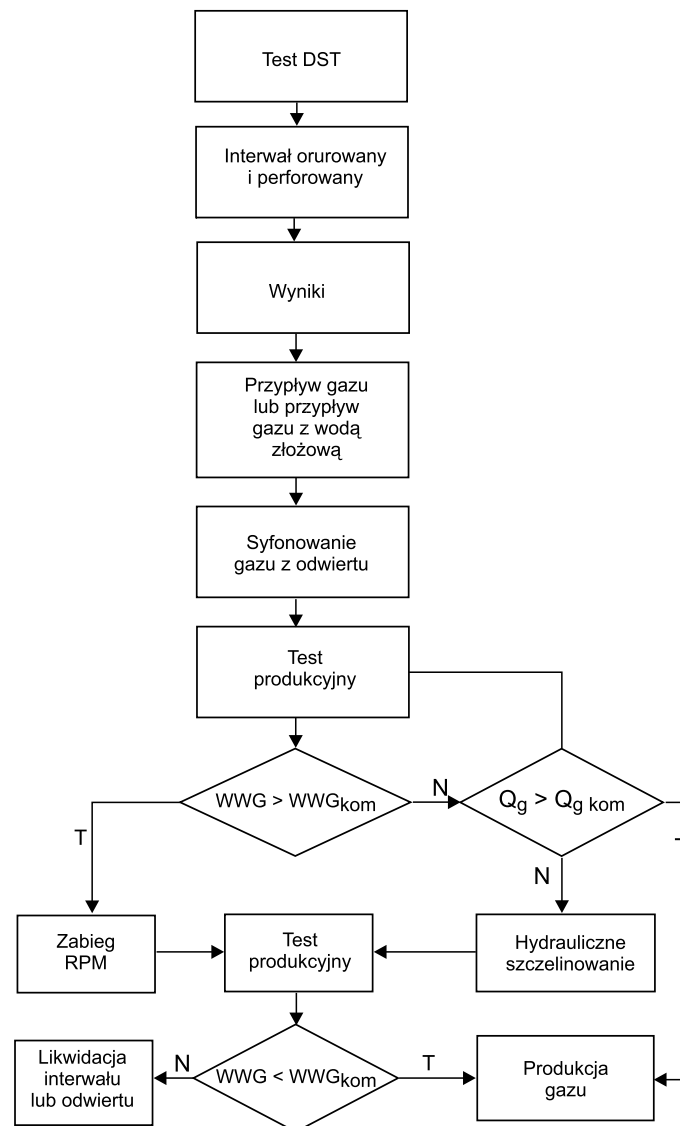 Test DST
Interwał orurowany
i perforowany
Wyniki
Przypływ gazu
lub przypływ
gazu z wodą
złożową
Syfonowanie
gazu z odwiertu
Test
produkcyjny
WWG > WWGkom
N
Qg > Qg kom
T
N
Zabieg
RPM
Test
produkcyjny
Hydrauliczne
szczelinowanie
Likwidacja
interwału
lub odwiertu
N
WWG < WWGkom
T
Produkcja
gazu